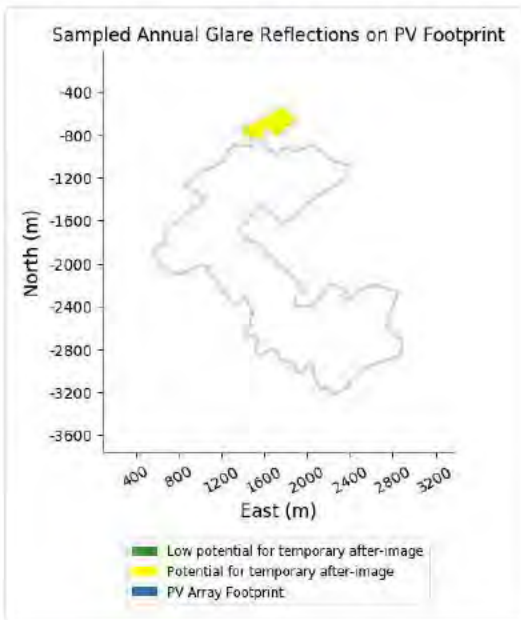 Sampled Annual Glare Reflections on PV Footprint
-400
-800
-1200
-1600
-2000
-2400
-2800
-3200
-3600
North (m)
400
800
1200
1600
2000
2400
2800
3200
East (m)
Low potential for temporary after-image
Potential for temporary after-image
PV Array Footprint